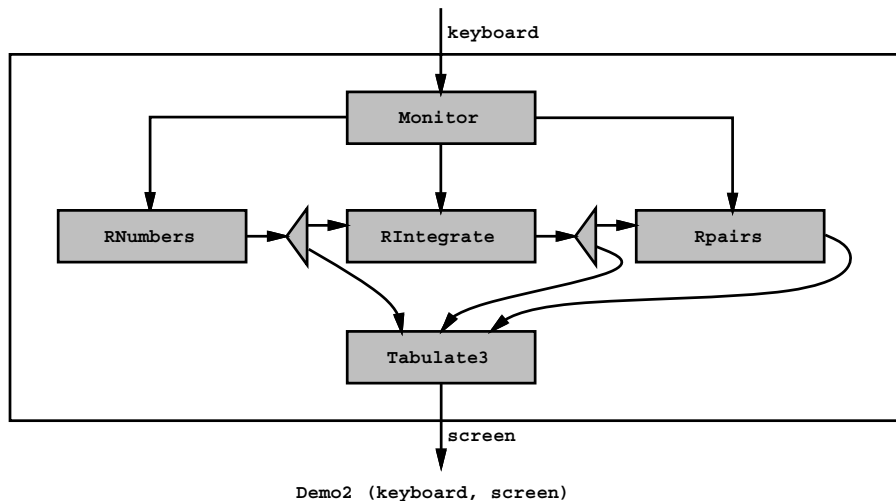 keyboard
Monitor
RNumbers
RIntegrate
Rpairs
Tabulate3
screen
Demo2 (keyboard, screen)